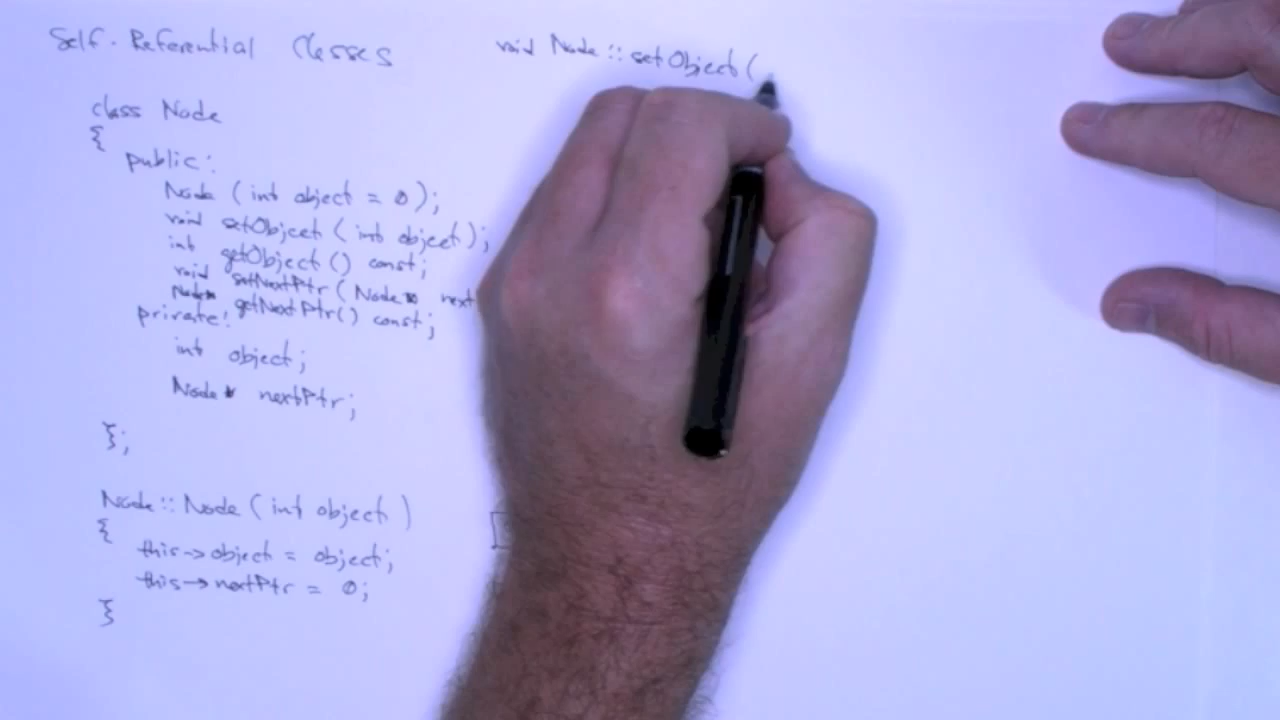 Self-Referential Classes
class Node
{
public:
Node (int object = 0);
void setObject (int object);
int getObject () const;
void setNextPtr (Node* next
Node* getNextPtr() const;
private:
int object;
Node* nextPtr;
};
Node::Node (int object)
{
this->object = object;
this->nextPtr = 0;
}
void Node::setObject (